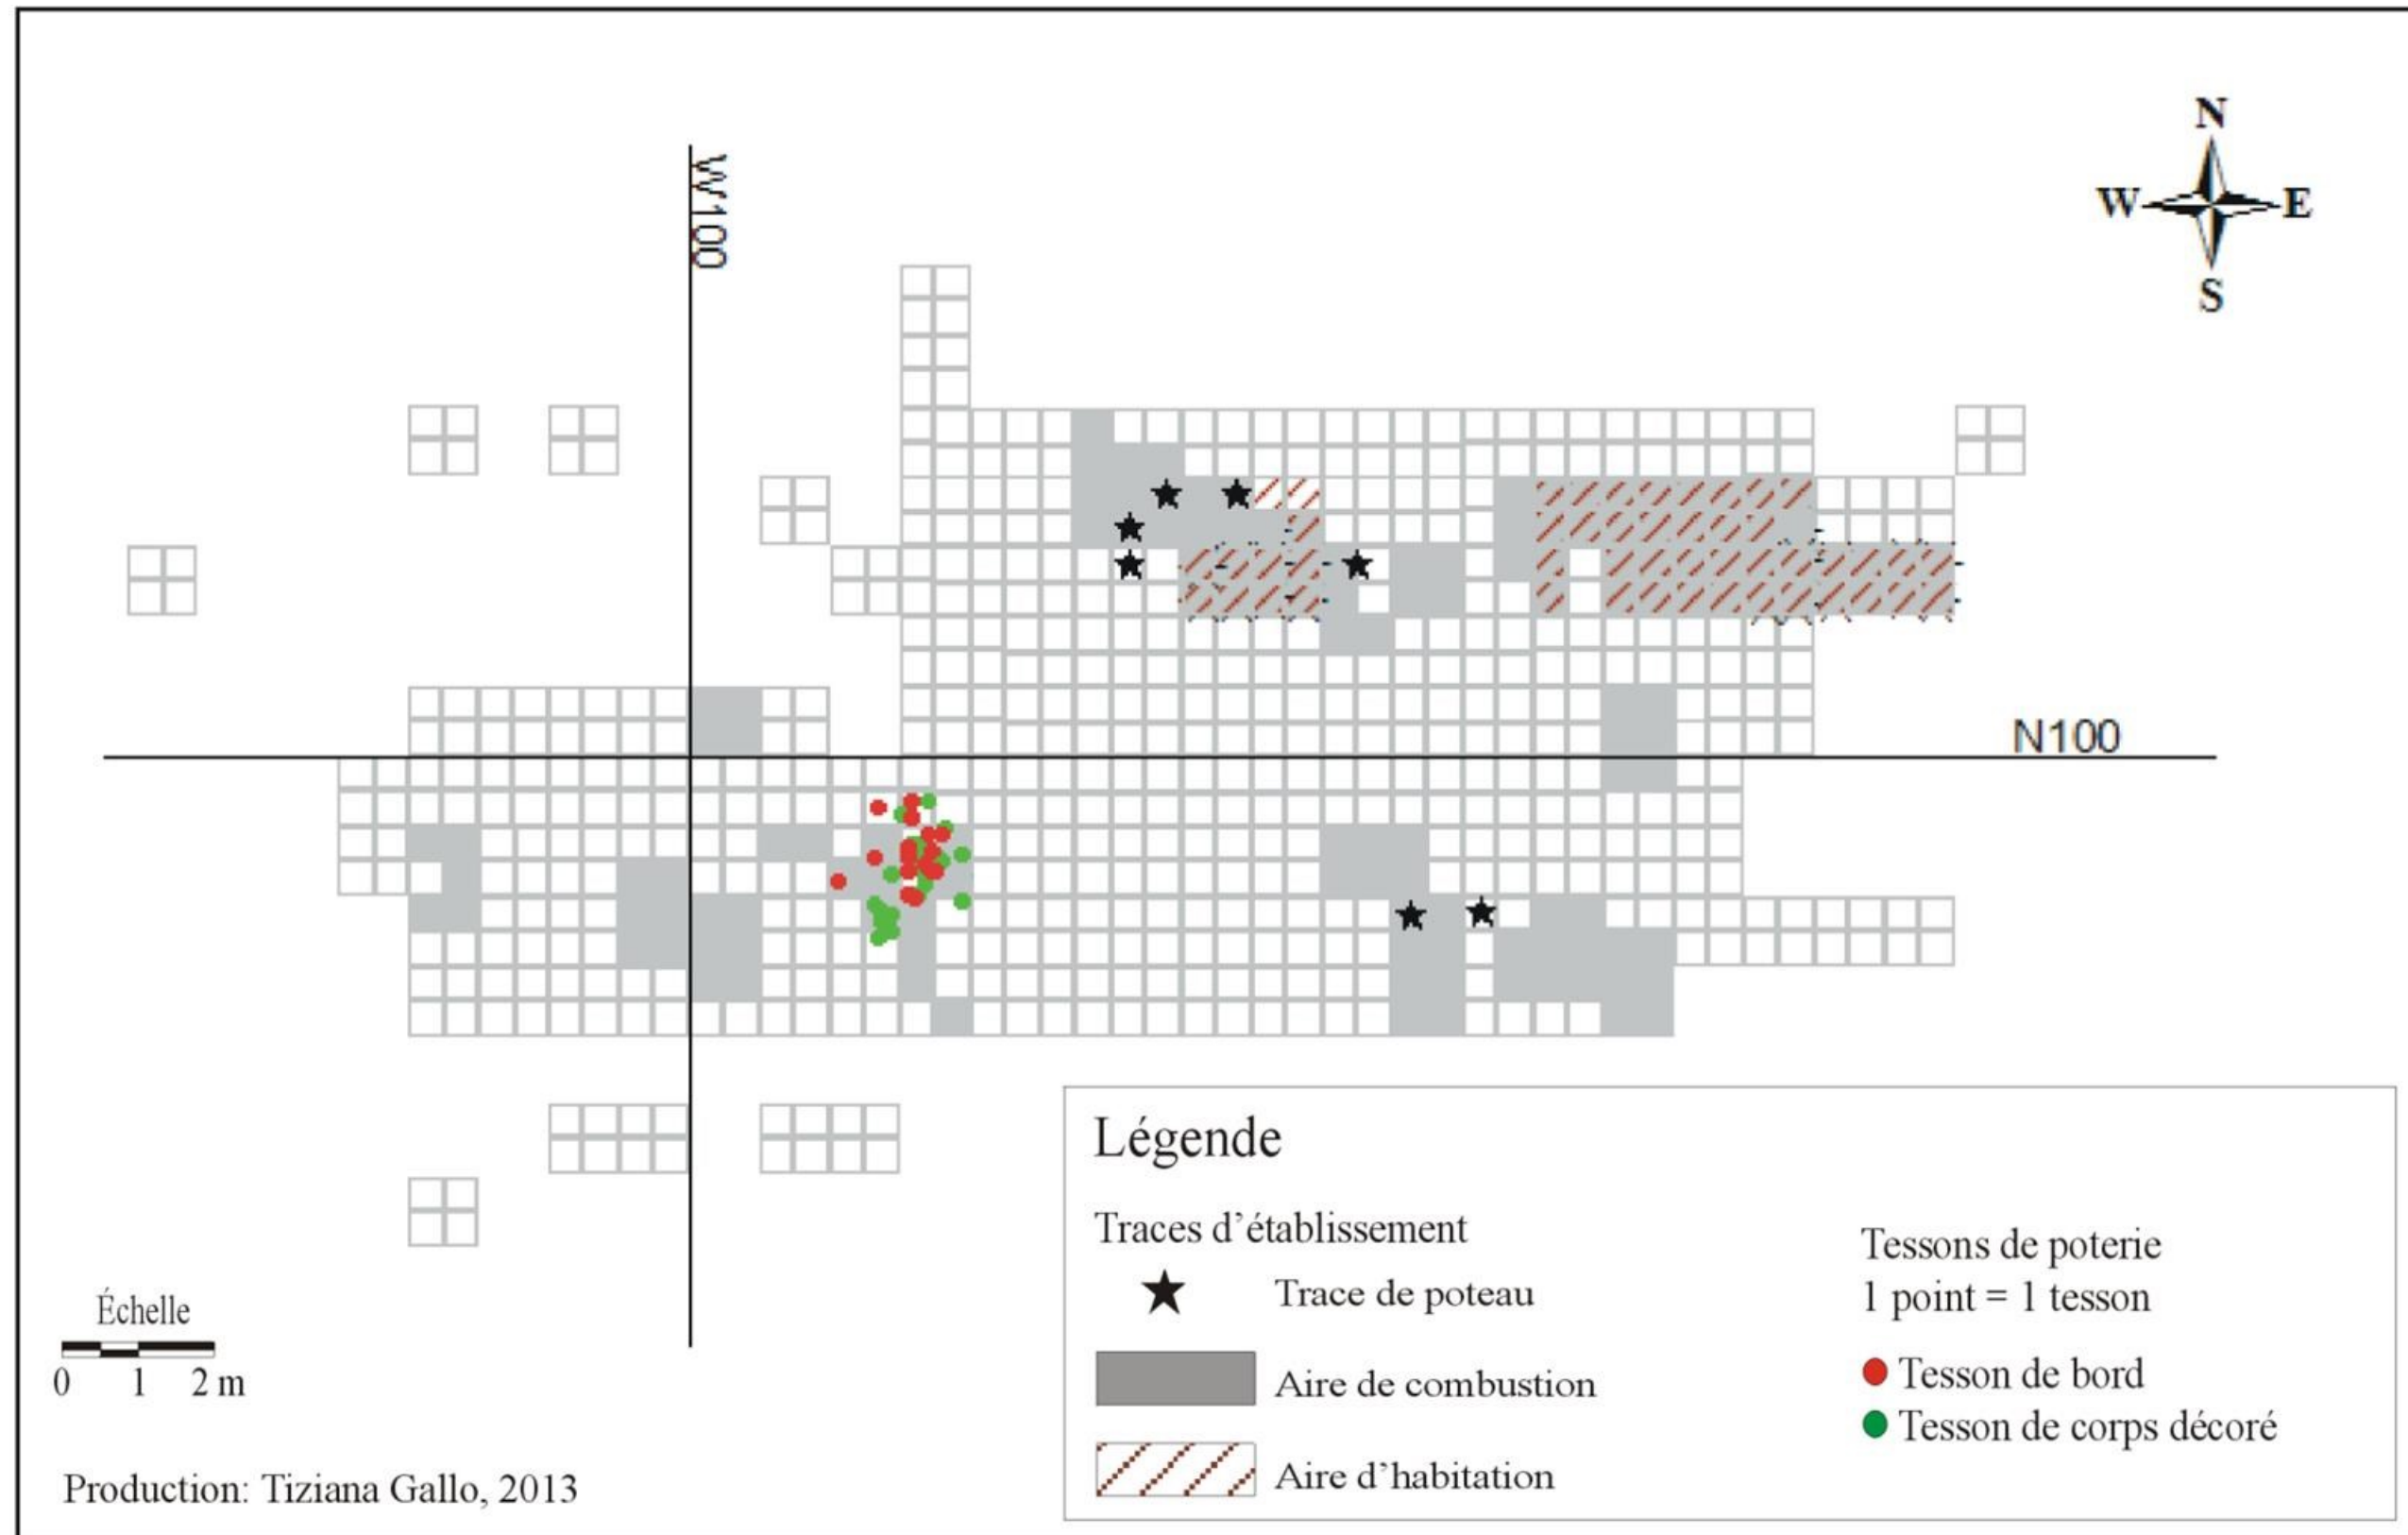 W100
N
W E
S
N100
Légende
Traces d'établissement
Trace de poteau
Aire de combustion
Aire d'habitation
Tessons de poterie
1 point = 1 tesson
Tesson de bord
Tesson de corps décoré
Échelle
0 1 2 m
Production: Tiziana Gallo, 2013